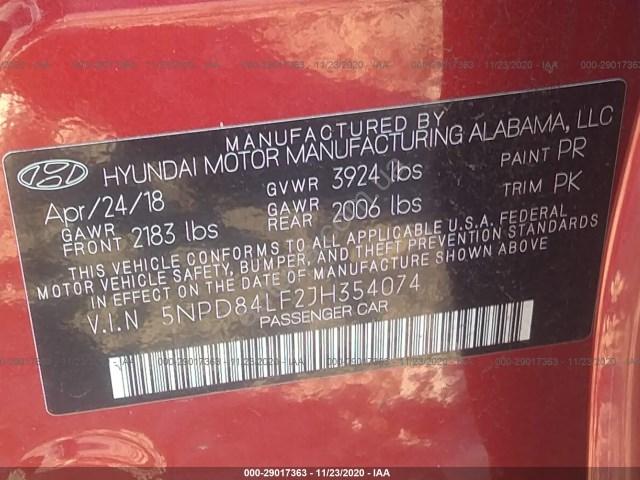 MANUFACTURED BY
HYUNDAI MOTOR MANUFACTURING ALABAMA, LLC
Apr/24/18
GVWR 3924 lbs
PAINT PR
GAWR FRONT 2183 lbs
GAWR REAR 2006 lbs
TRIM PK
THIS VEHICLE CONFORMS TO ALL APPLICABLE U.S.A. FEDERAL
MOTOR VEHICLE SAFETY, BUMPER, AND THEFT PREVENTION STANDARDS
IN EFFECT ON THE DATE OF MANUFACTURE SHOWN ABOVE
V.I.N 5NPD84LF2JH354074
PASSENGER CAR
000-29017363 - 11/23/2020 - IAA